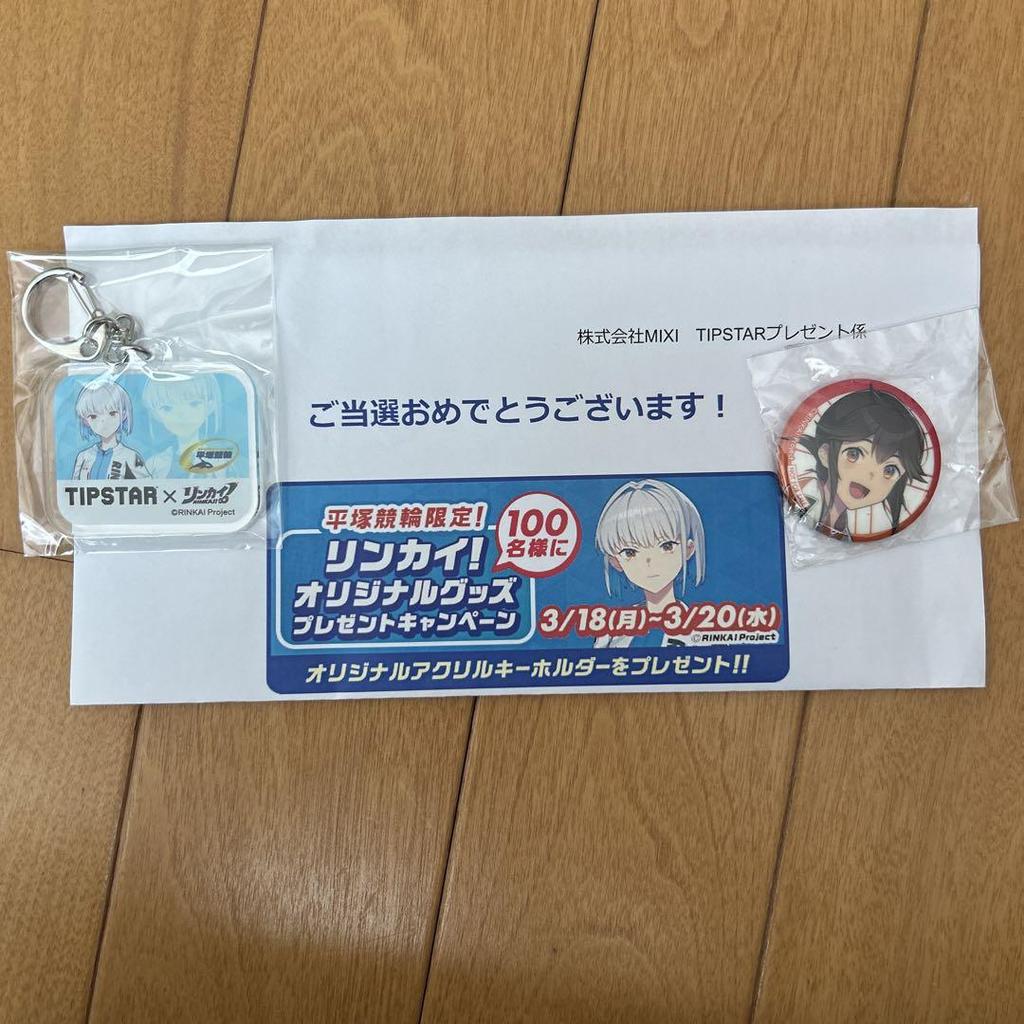 株式会社MIXI　TIPSTARプレゼント係
ご当選おめでとうございます！
平塚競輪限定！
100
名様に
リンカイ！
オリジナルグッズ
プレゼントキャンペーン
3/18(月)~3/20(水)
©RINKAI Project
オリジナルアクリルキーホルダーをプレゼント!!
平塚競輪
RIN
TIPSTAR × リンカイ！
RINKAI!
©RINKAI Project